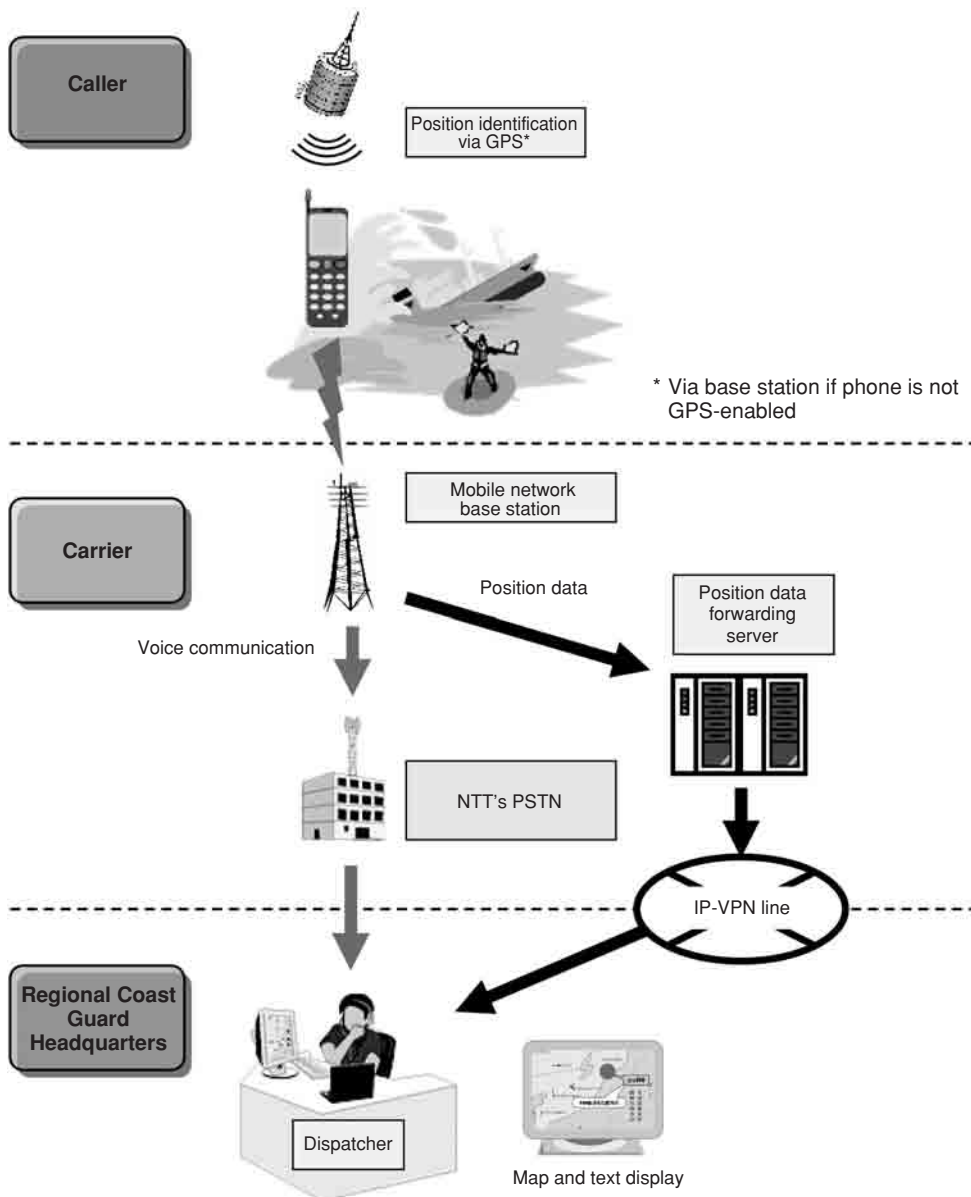 Caller
Position identification
via GPS*
* Via base station if phone is not
GPS-enabled
Carrier
Mobile network
base station
Position data
Position data
forwarding
server
Voice communication
NTT's PSTN
IP-VPN line
Regional Coast
Guard
Headquarters
Dispatcher
Map and text display